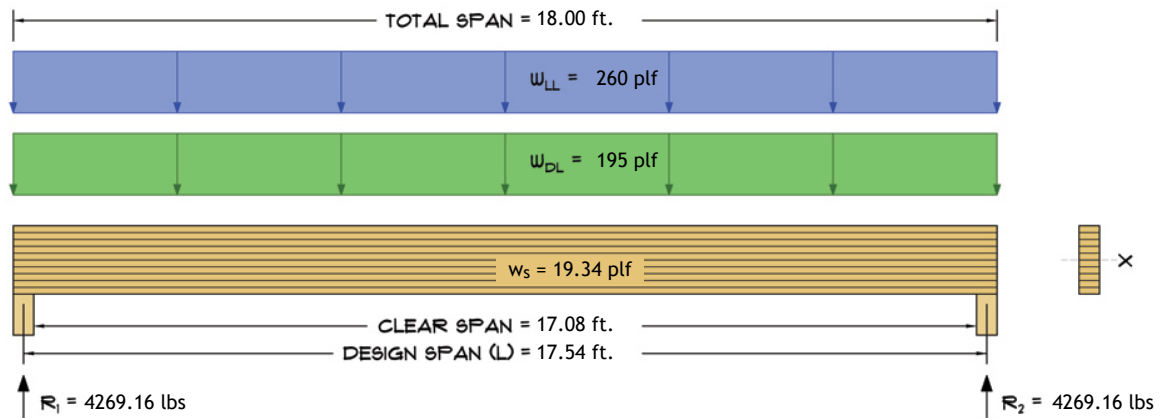 TOTAL SPAN = 18.00 ft.
wLL = 260 plf
wDL = 195 plf
ws = 19.34 plf
X
CLEAR SPAN = 17.08 ft.
DESIGN SPAN (L) = 17.54 ft.
R1 = 4269.16 lbs
R2 = 4269.16 lbs